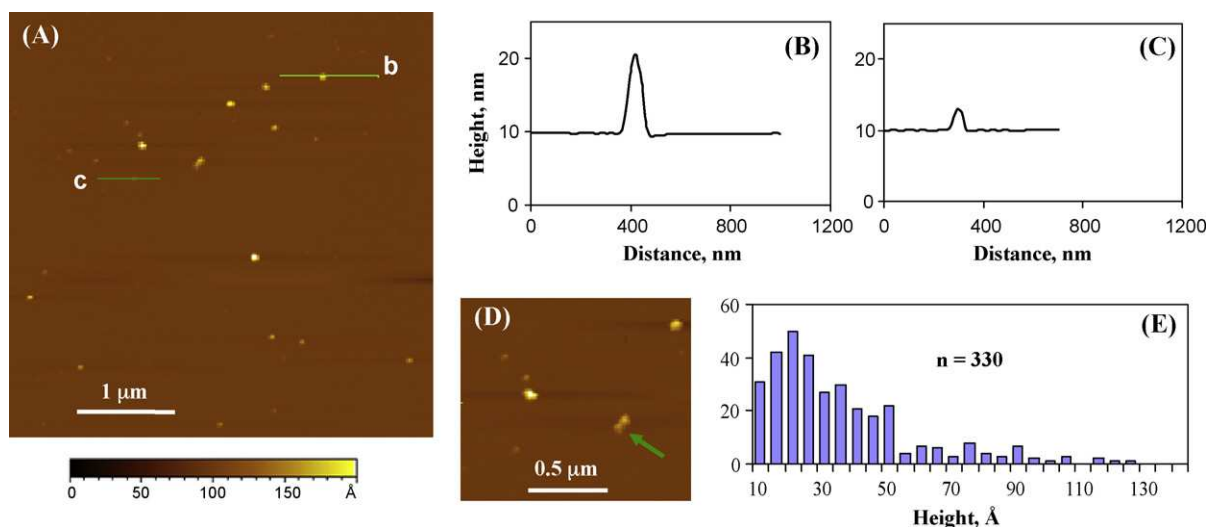 (A)
b
c
1 μm
0 50 100 150 Å
(B)
Height, nm
20
10
0
0 400 800 1200
Distance, nm
(C)
20
10
0
0 400 800 1200
Distance, nm
(D)
0.5 μm
(E)
n = 330
60
40
20
0
10 30 50 70 90 110 130
Height, Å